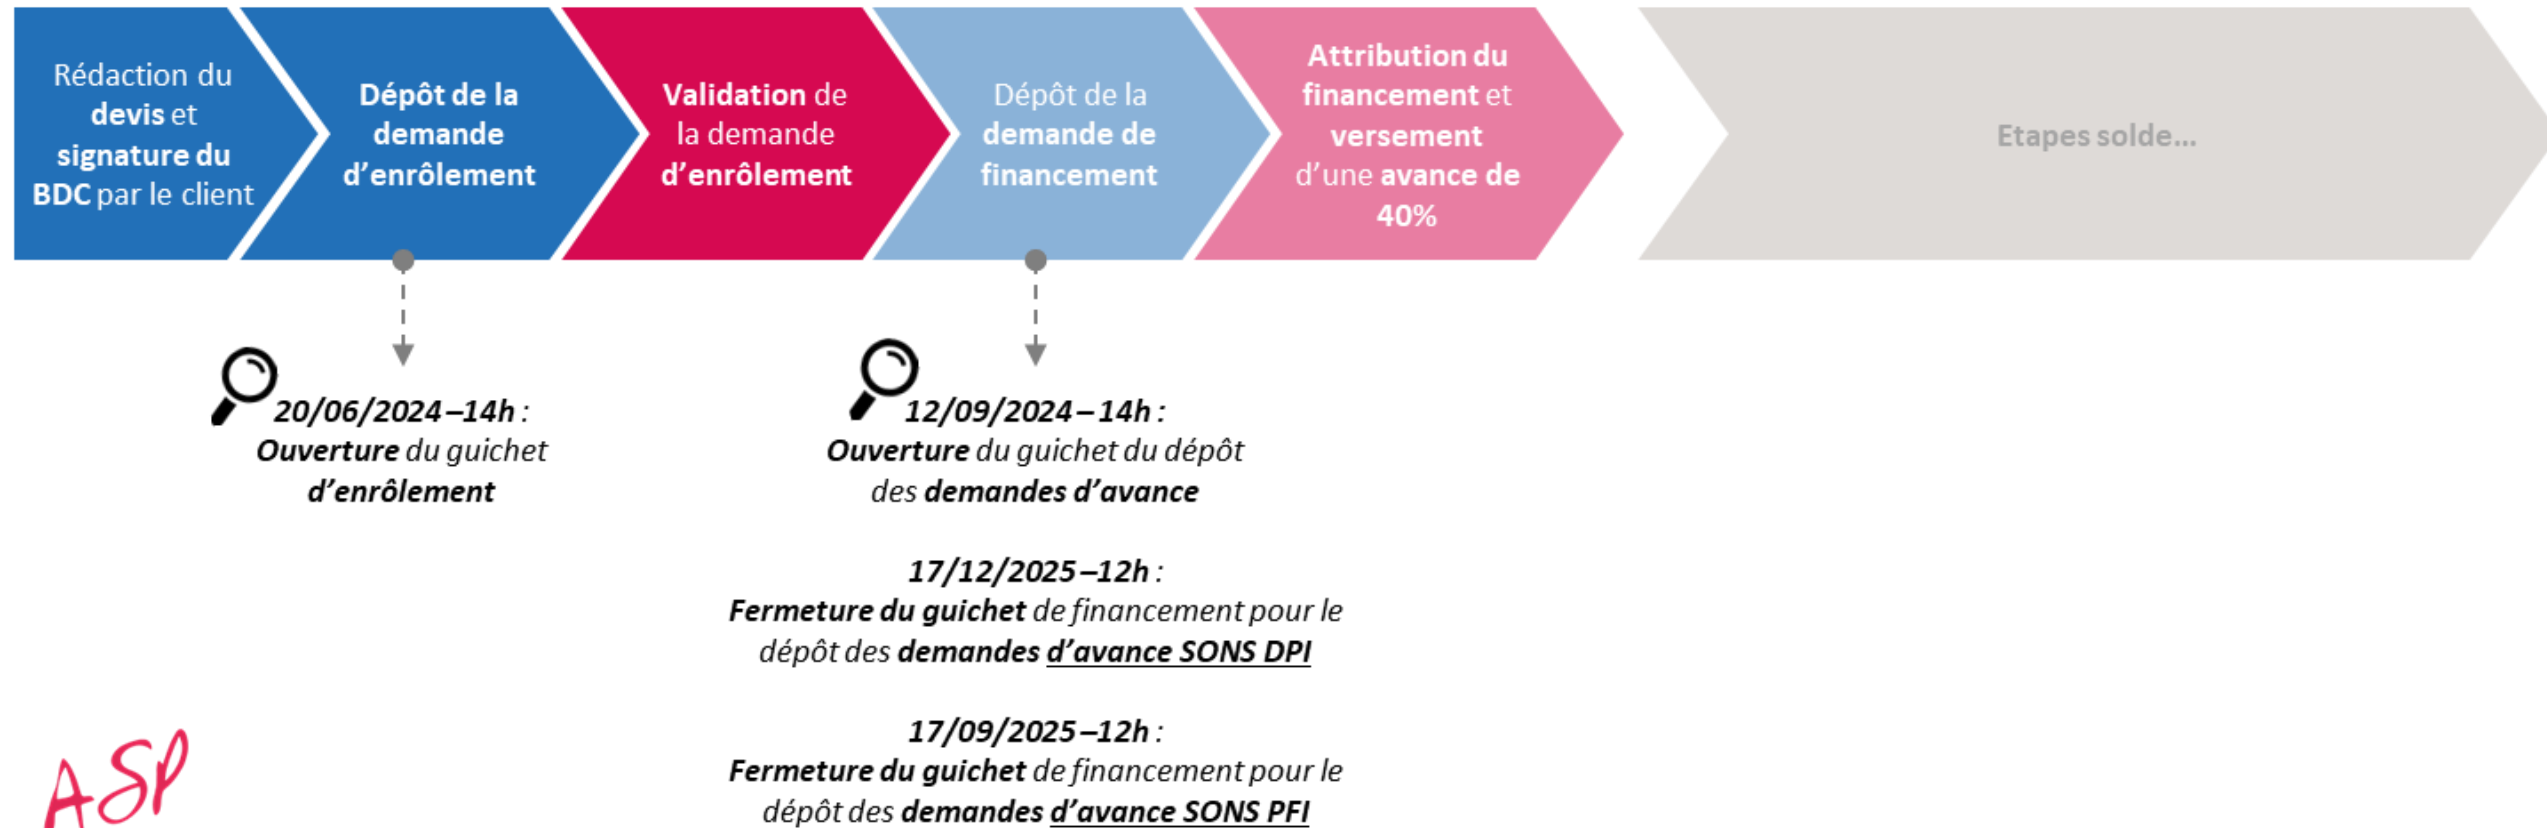 Rédaction du
devis et
signature du
BDC par le client
Dépôt de la
demande
d’enrôlement
Validation de
la demande
d’enrôlement
Dépôt de la
demande de
financement
Attribution du
financement et
versement
d’une avance de
40%
Etapes solde...
20/06/2024–14h :
Ouverture du guichet
d’enrôlement
12/09/2024–14h :
Ouverture du guichet du dépôt
des demandes d’avance
17/12/2025–12h :
Fermeture du guichet de financement pour le
dépôt des demandes d’avance SONS DPI
17/09/2025–12h :
Fermeture du guichet de financement pour le
dépôt des demandes d’avance SONS PFI
ASP